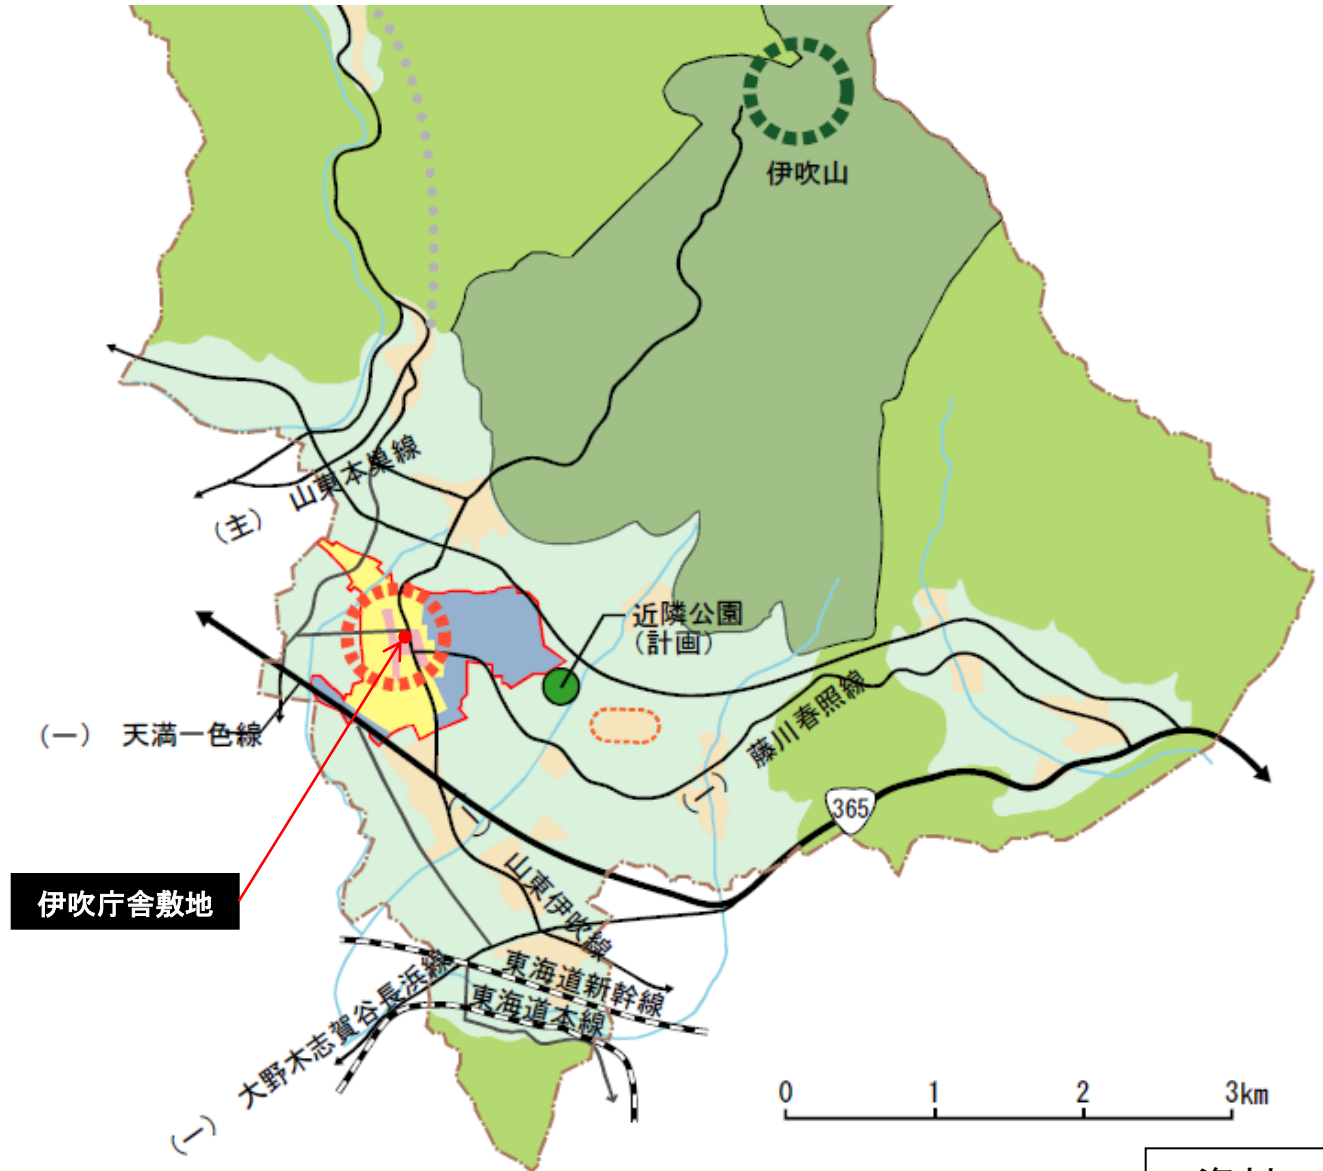 伊吹山
(主) 山東本巣線
近隣公園
(計画)
(一) 天満一色線
(一) 藤川春照線
365
伊吹庁舎敷地
(一) 山東伊吹線
東海道新幹線
東海道本線
(一) 大野木志賀谷長浜線
0 1 2 3km